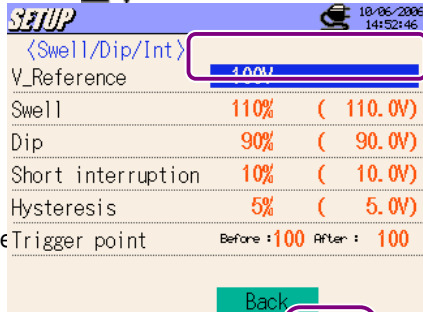 SETUP 10/06/2006
14:52:46
<Swell/Dip/Int>
V_Reference 100V
Swell 110% ( 110.0V)
Dip 90% ( 90.0V)
Short interruption 10% ( 10.0V)
Hysteresis 5% ( 5.0V)
Trigger point Before :100 After : 100
Back